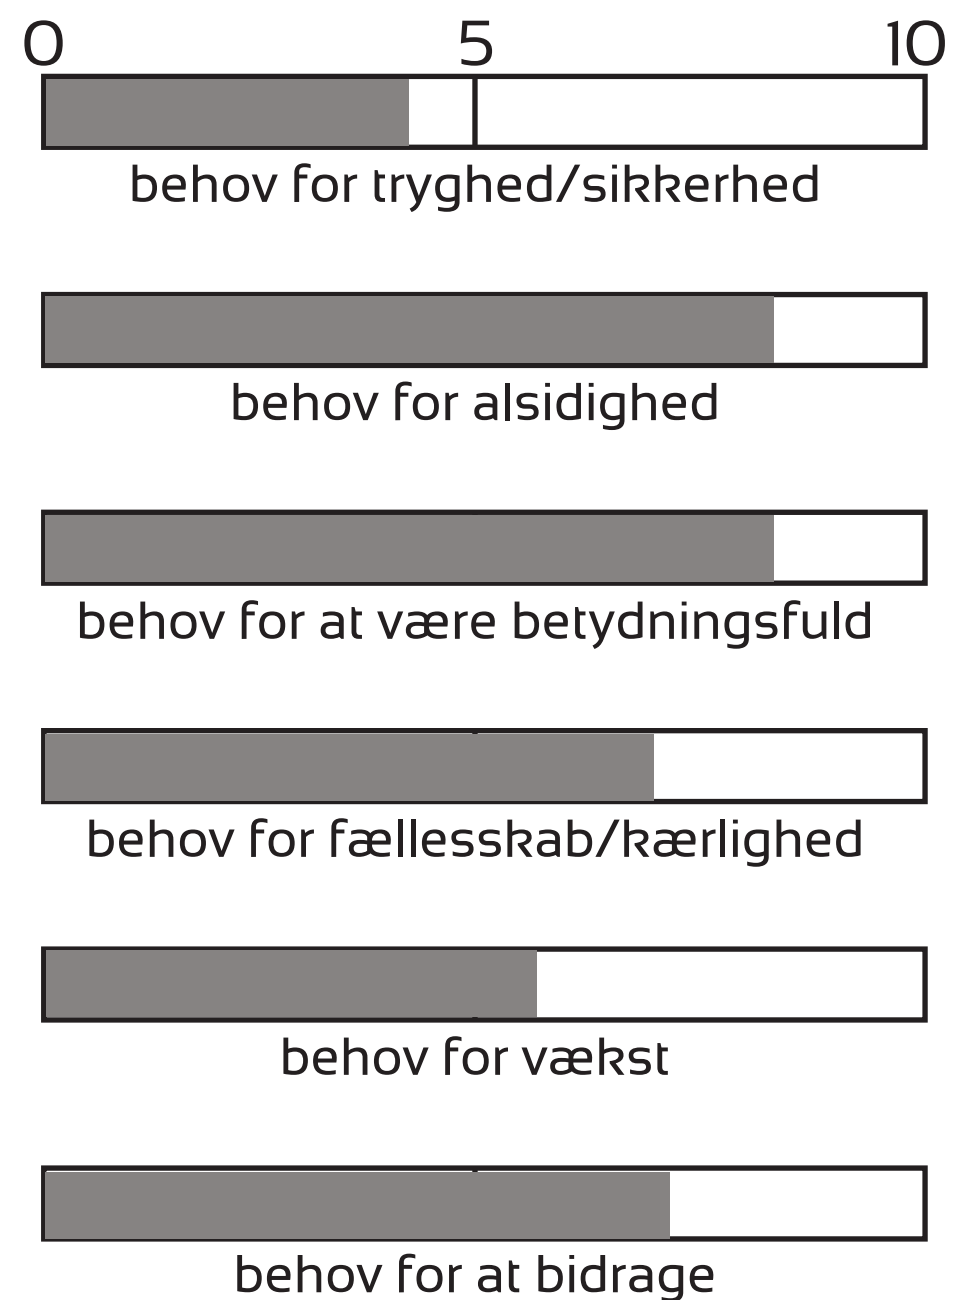 0 5 10
behov for tryghed/sikkerhed
behov for alsidighed
behov for at være betydningsfuld
behov for fællesskab/kærlighed
behov for vækst
behov for at bidrage